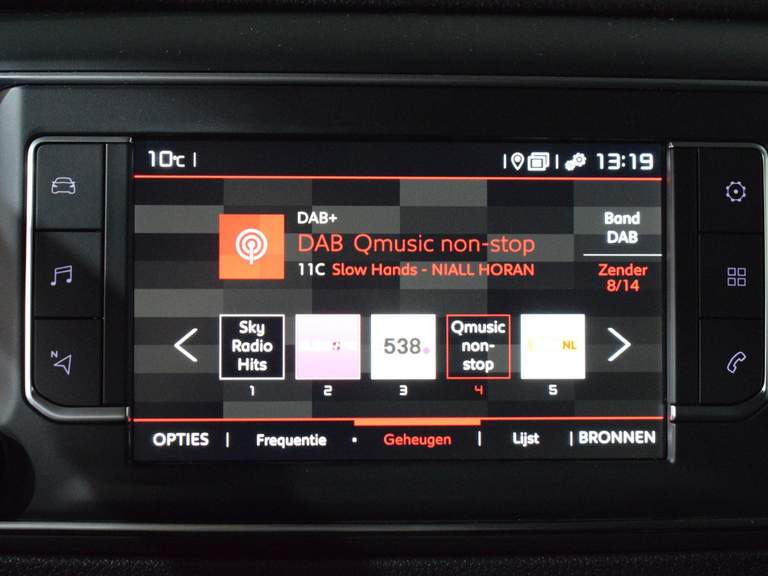 10°C |
13:19
DAB+
DAB Qmusic non-stop
11C Slow Hands - NIALL HORAN
Band
DAB
Zender
8/14
Sky
Radio
Hits
538
Qmusic
non-
stop
NL
1 2 3 4 5
OPTIES | Frequentie • Geheugen | Lijst | BRONNEN
N